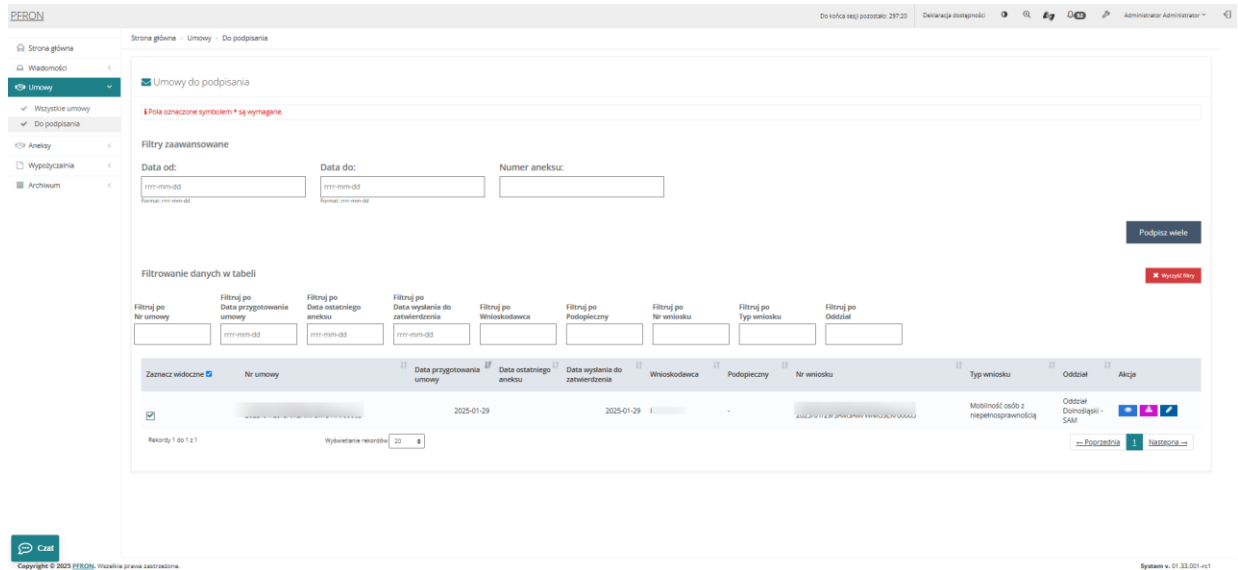 PFRON
Do końca sesji pozostało: 297:20 Deklaracja dostępności Administrator Administrator
Strona główna
Wiadomości
Umowy
Wszystkie umowy
Do podpisania
Aneksy
Wypożyczalnia
Archiwum
Strona główna - Umowy - Do podpisania
Umowy do podpisania
Pola oznaczone symbolem * są wymagane.
Filtry zaawansowane
Data od: Data do: Numer aneksu:
rrrr-mm-dd rrrr-mm-dd
Format: rrrr-mm-dd Format: rrrr-mm-dd
Podpisz wiele
Filtrowanie danych w tabeli
Wyczyść filtry
Filtruj po Nr umowy
Filtruj po Data przygotowania umowy
Filtruj po Data ostatniego aneksu
Filtruj po Data wysłania do zatwierdzenia
Filtruj po Wnioskodawca
Filtruj po Podopieczny
Filtruj po Nr wniosku
Filtruj po Typ wniosku
Filtruj po Oddział
rrrr-mm-dd rrrr-mm-dd rrrr-mm-dd
Zaznacz widoczne Nr umowy Data przygotowania umowy Data ostatniego aneksu Data wysłania do zatwierdzenia Wnioskodawca Podopieczny Nr wniosku Typ wniosku Oddział Akcja
2025-01-29 2025-01-29 - Mobilność osób z niepełnosprawnością Oddział Dolnośląski - SAM
Rekordy 1 do 1 z 1 Wyświetlanie rekordów 20 ← Poprzednia 1 Następna →
Czat
Copyright © 2025 PFRON. Wszelkie prawa zastrzeżone. System v. 01.33.001-rc1